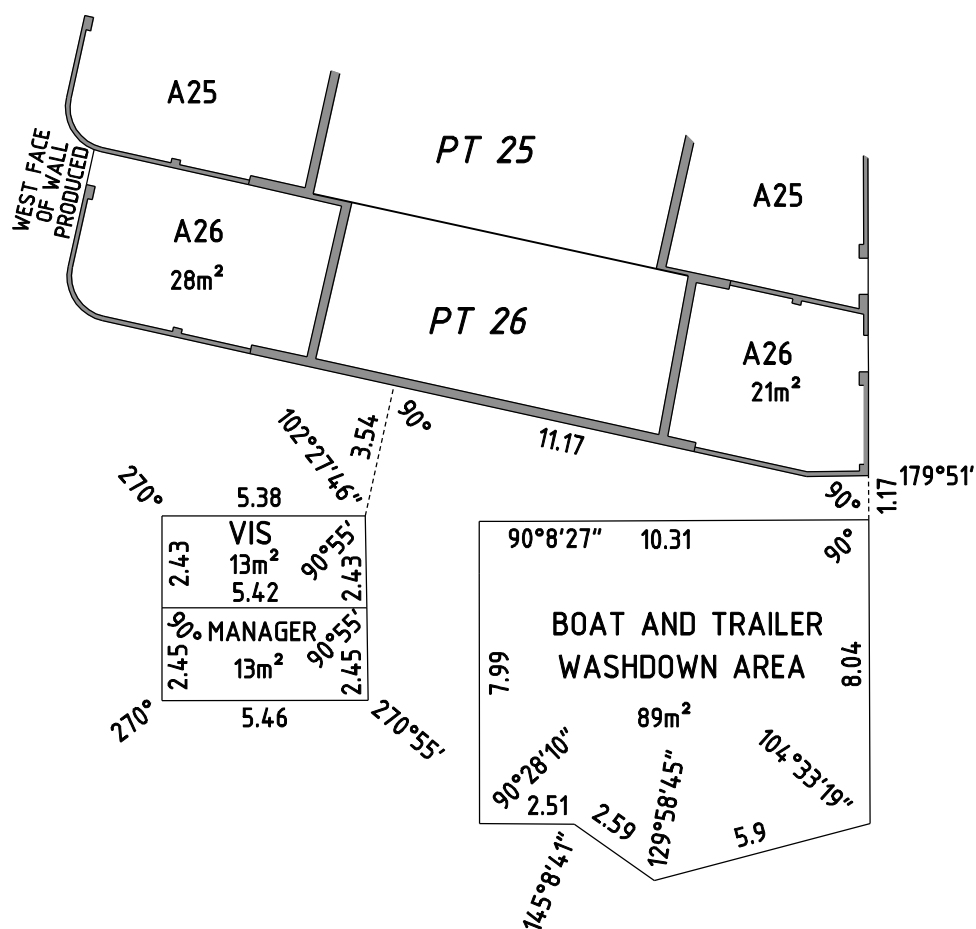 A25
PT 25
A25
WEST FACE
OF WALL
PRODUCED
A26
28m²
PT 26
A26
21m²
102°27'46"
3.54
90°
11.17
270°
5.38
179°51'
90°
1.17
VIS
13m²
2.43
90°55'
2.43
5.42
90°8'27"
10.31
90°
90°
MANAGER
13m²
2.45
90°55'
2.45
BOAT AND TRAILER
WASHDOWN AREA
89m²
7.99
8.04
270°
5.46
270°55'
90°28'10"
2.51
2.59
129°58'45"
104°33'19"
5.9
145°8'41"